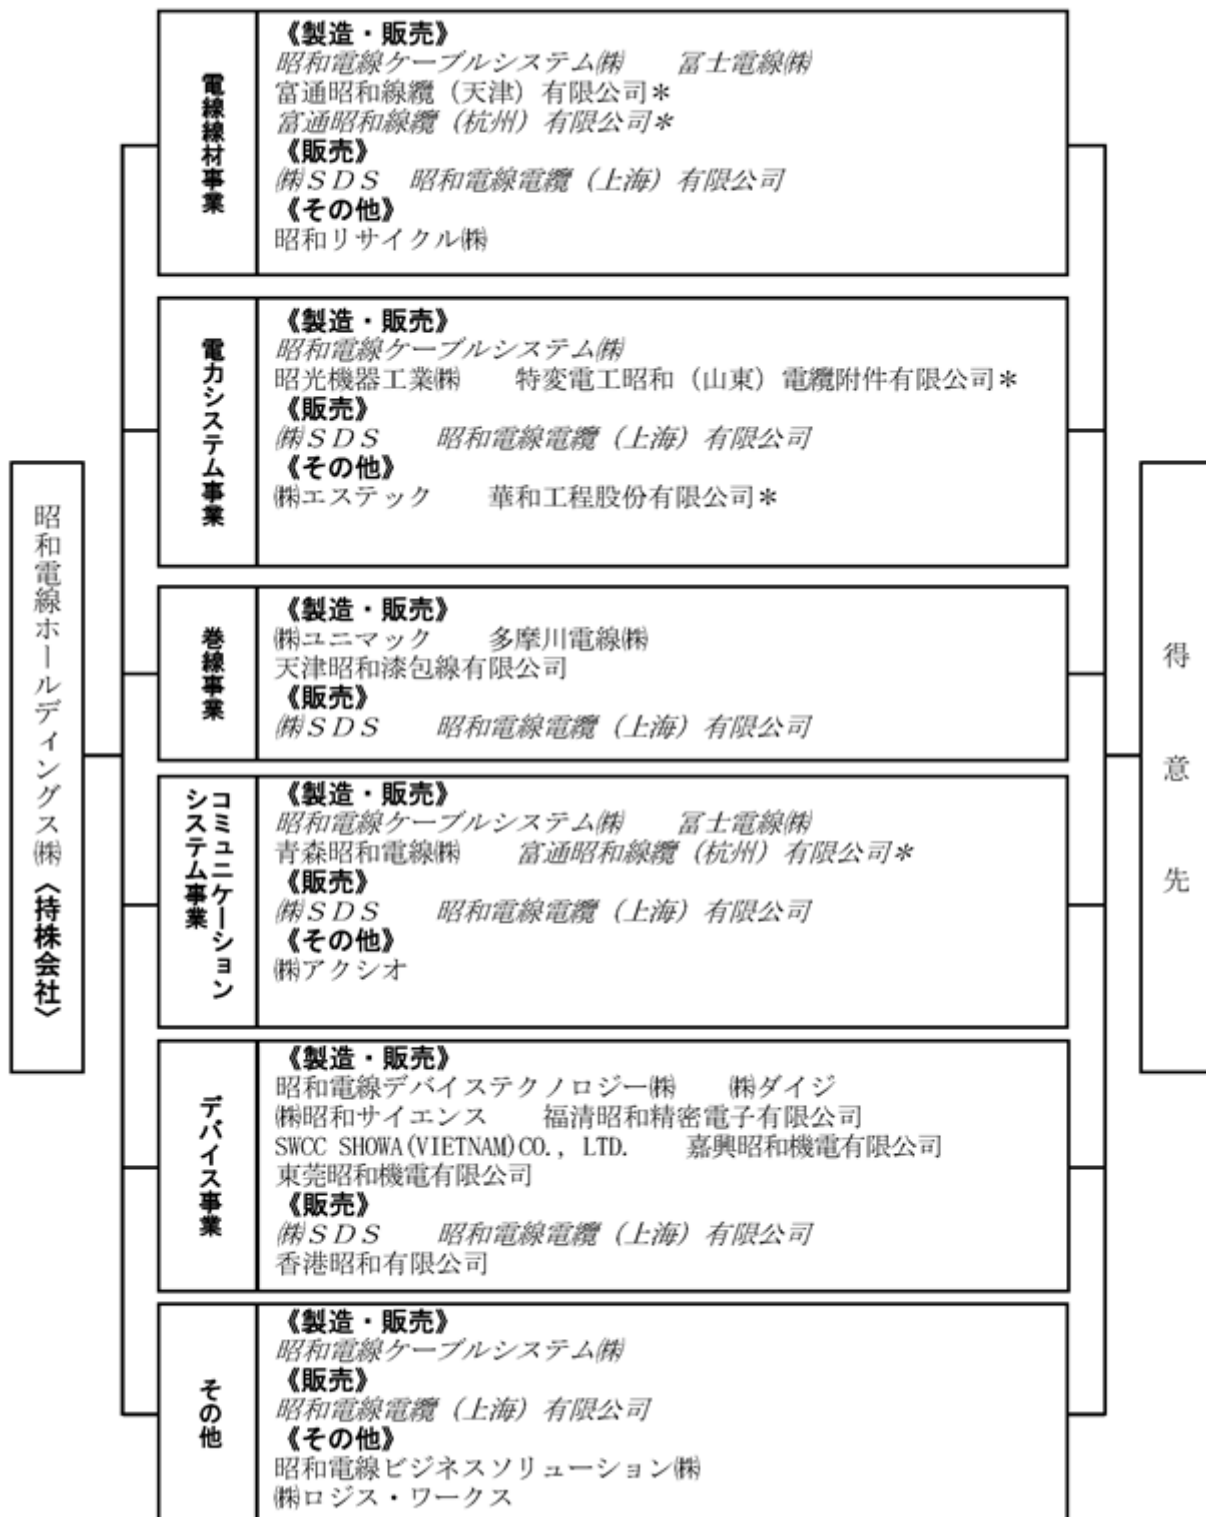 昭和電線ホールディングス㈱〈持株会社〉
電線線材事業
《製造・販売》
昭和電線ケーブルシステム㈱　　冨士電線㈱
富通昭和線纜（天津）有限公司＊
富通昭和線纜（杭州）有限公司＊
《販売》
㈱ＳＤＳ　昭和電線電纜（上海）有限公司
《その他》
昭和リサイクル㈱
電力システム事業
《製造・販売》
昭和電線ケーブルシステム㈱
昭光機器工業㈱　　特変電工昭和（山東）電纜附件有限公司＊
《販売》
㈱ＳＤＳ　　昭和電線電纜（上海）有限公司
《その他》
㈱エステック　　華和工程股份有限公司＊
巻線事業
《製造・販売》
㈱ユニマック　　多摩川電線㈱
天津昭和漆包線有限公司
《販売》
㈱ＳＤＳ　　昭和電線電纜（上海）有限公司
コミュニケーション
システム事業
《製造・販売》
昭和電線ケーブルシステム㈱　　冨士電線㈱
青森昭和電線㈱　　富通昭和線纜（杭州）有限公司＊
《販売》
㈱ＳＤＳ　　昭和電線電纜（上海）有限公司
《その他》
㈱アクシオ
デバイス事業
《製造・販売》
昭和電線デバイステクノロジー㈱　　㈱ダイジ
㈱昭和サイエンス　　福清昭和精密電子有限公司
SWCC SHOWA(VIETNAM)CO., LTD.　　嘉興昭和機電有限公司
東莞昭和機電有限公司
《販売》
㈱ＳＤＳ　　昭和電線電纜（上海）有限公司
香港昭和有限公司
その他
《製造・販売》
昭和電線ケーブルシステム㈱
《販売》
昭和電線電纜（上海）有限公司
《その他》
昭和電線ビジネスソリューション㈱
㈱ロジス・ワークス
得意先